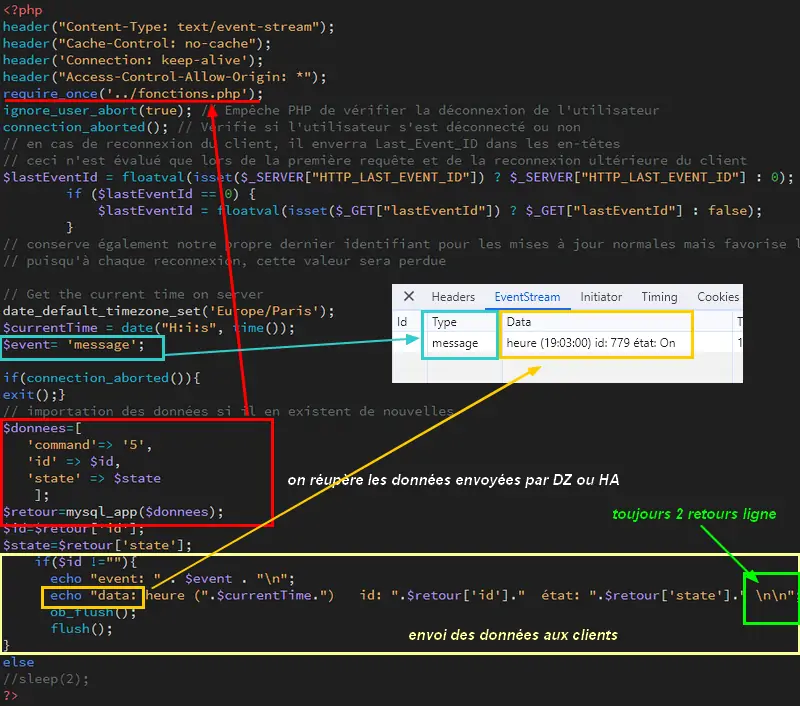 <?php
header("Content-Type: text/event-stream");
header("Cache-Control: no-cache");
header('Connection: keep-alive');
header("Access-Control-Allow-Origin: *");
require_once('../fonctions.php');
ignore_user_abort(true); // Empêche PHP de vérifier la déconnexion de l'utilisateur
connection_aborted(); // Vérifie si l'utilisateur s'est déconnecté ou non
// en cas de reconnexion du client, il enverra Last_Event_ID dans les en-têtes
// ceci n'est évalué que lors de la première requête et de la reconnexion ultérieure du client
$lastEventId = floatval(isset($_SERVER["HTTP_LAST_EVENT_ID"]) ? $_SERVER["HTTP_LAST_EVENT_ID"] : 0);
if ($lastEventId == 0) {
$lastEventId = floatval(isset($_GET["lastEventId"]) ? $_GET["lastEventId"] : false);
}
// conserve également notre propre dernier identifiant pour les mises à jour normales mais favorise l
// puisqu'à chaque reconnexion, cette valeur sera perdue
// Get the current time on server
date_default_timezone_set('Europe/Paris');
$currentTime = date("H:i:s", time());
$event= 'message';
Headers EventStream Initiator Timing Cookies
Id Type Data T
message heure (19:03:00) id: 779 état: On 1
if(connection_aborted()){
exit();}
// importation des données si il en existent de nouvelles
$donnees=[
'command'=> '5',
'id' => $id,
'state' => $state
];
$retour=mysql_app($donnees);
on réupère les données envoyées par DZ ou HA
toujours 2 retours ligne
$id=$retour['id'];
$state=$retour['state'];
if($id !=""){
echo "event: " . $event . "\n";
echo "data: heure (".$currentTime.") id: ".$retour['id']." état: ".$retour['state']." \n\n";
ob_flush();
flush();
envoi des données aux clients
}
else
//sleep(2);
?>